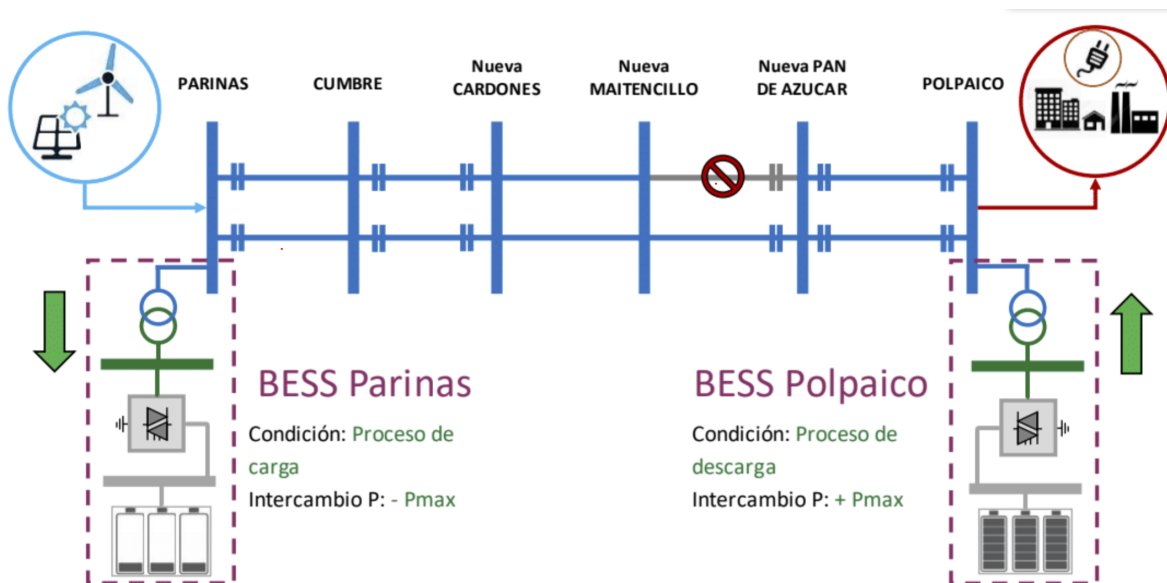 PARINAS
CUMBRE
Nueva
CARDONES
Nueva
MAITENCILLO
Nueva PAN
DE AZUCAR
POLPAICO
BESS Parinas
Condición: Proceso de
carga
Intercambio P: - Pmax
BESS Polpaico
Condición: Proceso de
descarga
Intercambio P: + Pmax